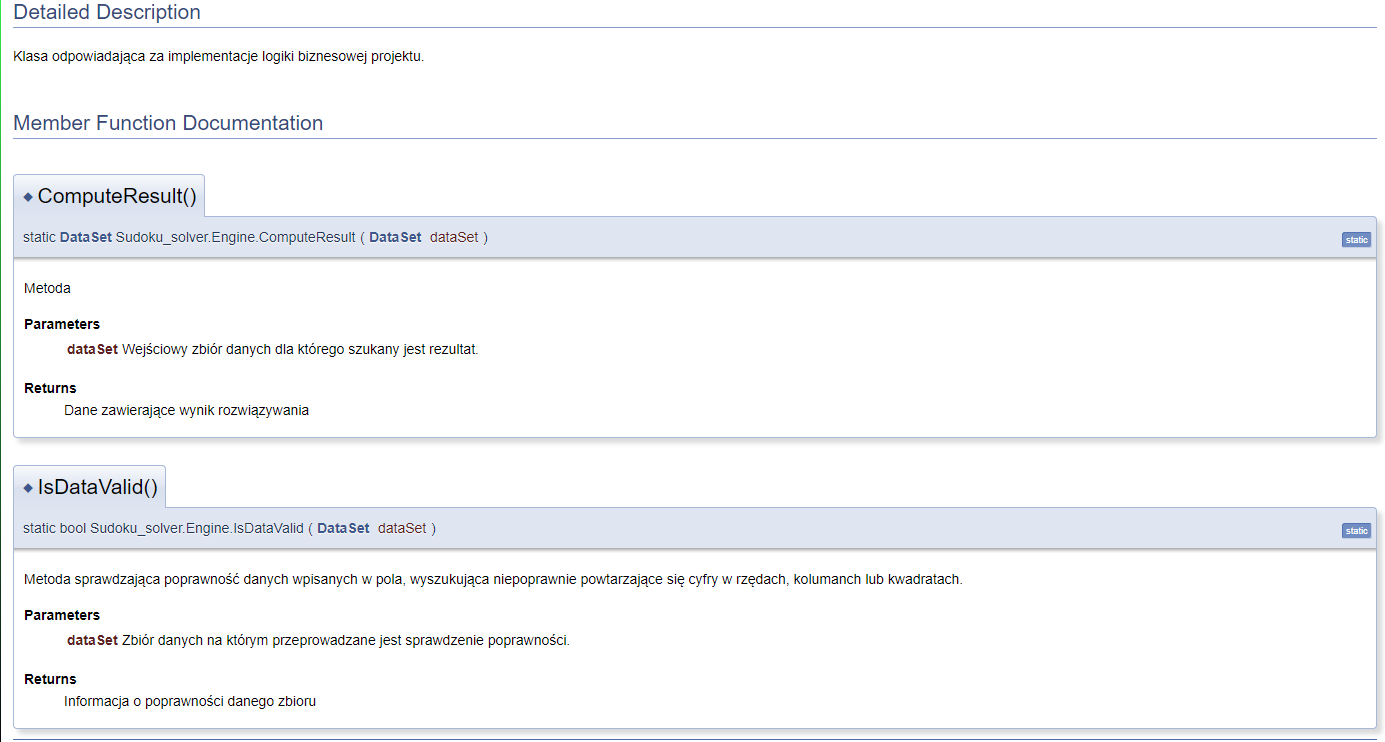 Detailed Description
Klasa odpowiadająca za implementacje logiki biznesowej projektu.
Member Function Documentation
◆ ComputeResult()
static DataSet Sudoku_solver.Engine.ComputeResult ( DataSet dataSet ) static
Metoda
Parameters
dataSet Wejściowy zbiór danych dla którego szukany jest rezultat.
Returns
Dane zawierające wynik rozwiązywania
◆ IsDataValid()
static bool Sudoku_solver.Engine.IsDataValid ( DataSet dataSet ) static
Metoda sprawdzająca poprawność danych wpisanych w pola, wyszukująca niepoprawnie powtarzające się cyfry w rzędach, kolumanch lub kwadratach.
Parameters
dataSet Zbiór danych na którym przeprowadzane jest sprawdzenie poprawności.
Returns
Informacja o poprawności danego zbioru